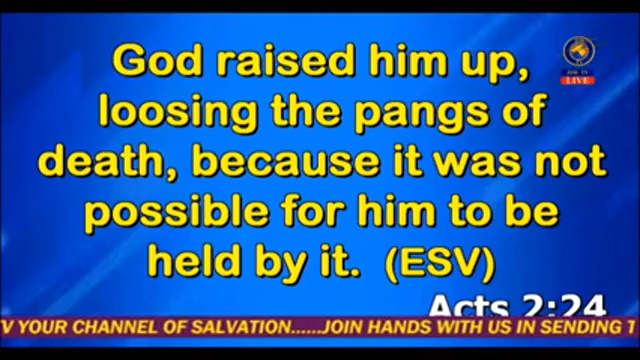 God raised him up,
loosing the pangs of
death, because it was not
possible for him to be
held by it. (ESV)
Acts 2:24
LIVE
V YOUR CHANNEL OF SALVATION......JOIN HANDS WITH US IN SENDING T